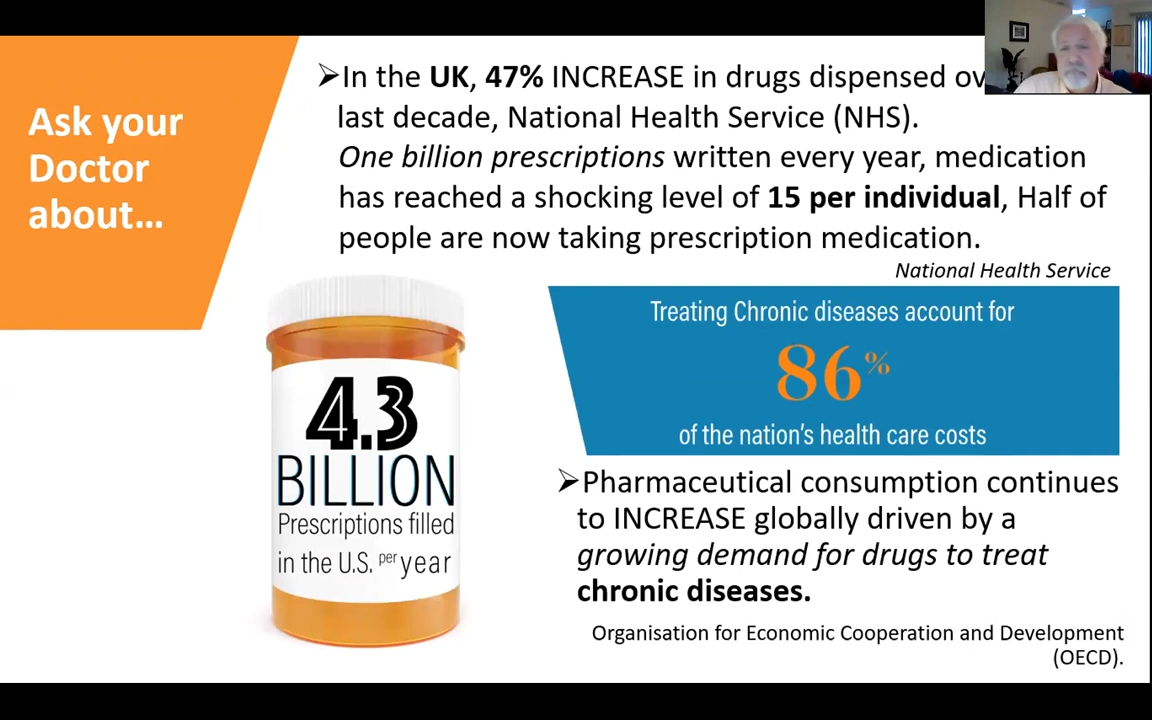 Ask your
Doctor
about...
➢In the UK, 47% INCREASE in drugs dispensed
last decade, National Health Service (NHS).
One billion prescriptions written every year, medication
has reached a shocking level of 15 per individual, Half of
people are now taking prescription medication.
National Health Service
4.3
BILLION
Prescriptions filled
in the U.S. per year
Treating Chronic diseases account for
86%
of the nation's health care costs
➢Pharmaceutical consumption continues
to INCREASE globally driven by a
growing demand for drugs to treat
chronic diseases.
Organisation for Economic Cooperation and Development
(OECD).